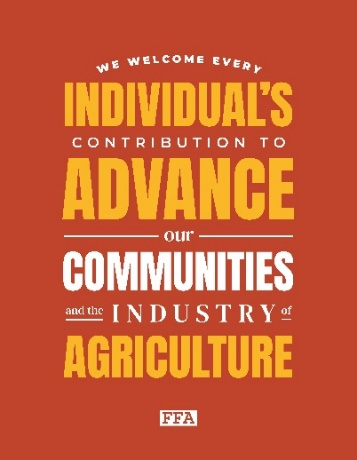 WE WELCOME EVERY
INDIVIDUAL'S
CONTRIBUTION TO
ADVANCE
our
COMMUNITIES
and the INDUSTRY of
AGRICULTURE
FFA